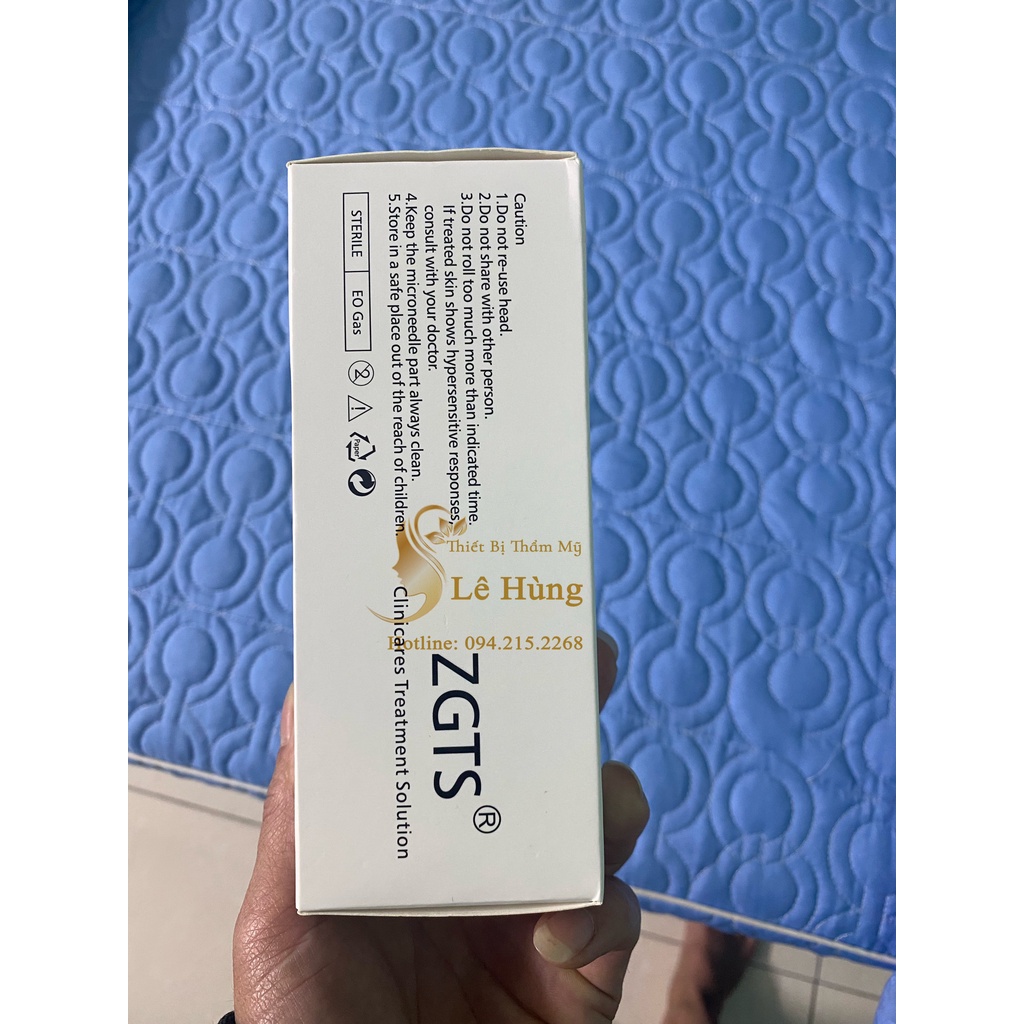 Caution
1.Do not re-use head.
2.Do not share with other person.
3.Do not roll too much more than indicated time.
If treated skin shows hypersensitive responses,
consult with your doctor.
4.Keep the microneedle part always clean.
5.Store in a safe place out of the reach of children.
STERILE EO Gas
2
Paper
ZGTS®
Clinicares Treatment Solution
Thiết Bị Thẩm Mỹ
Lê Hùng
Hotline: 094.215.2268